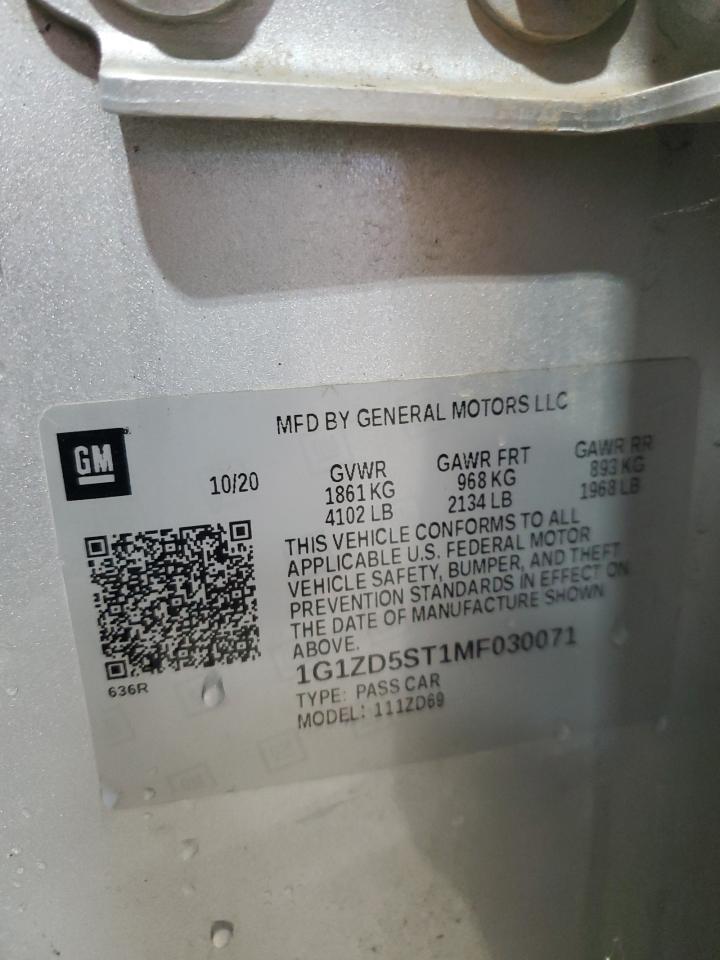 MFD BY GENERAL MOTORS LLC
GM
10/20
GVWR
1861 KG
4102 LB
GAWR FRT
968 KG
2134 LB
GAWR RR
893 KG
1968 LB
THIS VEHICLE CONFORMS TO ALL
APPLICABLE U.S. FEDERAL MOTOR
VEHICLE SAFETY, BUMPER, AND THEFT
PREVENTION STANDARDS IN EFFECT ON
THE DATE OF MANUFACTURE SHOWN
ABOVE.
1G1ZD5ST1MF030071
TYPE: PASS CAR
MODEL: 111ZD69
636R